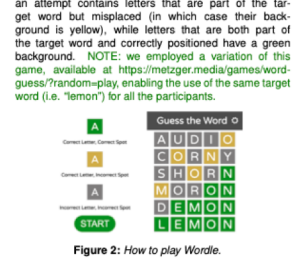 an attempt contains letters that are part of the tar-
get word but misplaced (in which case their back-
ground is yellow), while letters that are both part of
the target word and correctly positioned have a green
background. NOTE: we employed a variation of this
game, available at https://metzger.media/games/word-
guess/?random=play, enabling the use of the same target
word (i.e. “lemon”) for all the participants.
A
Correct Letter, Correct Spot
A
Correct Letter, Incorrect Spot
A
Incorrect Letter, Incorrect Spot
START
Guess the Word
AUDIO
CORNY
SHORN
MORON
DEMON
LEMON
Figure 2: How to play Wordle.